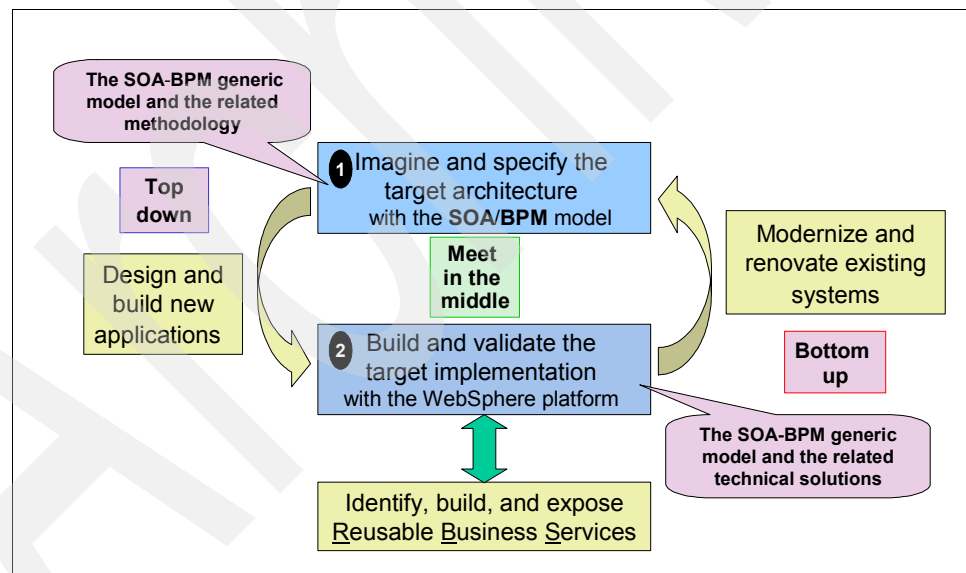 The SOA-BPM generic
model and the related
methodology
1 Imagine and specify the
target architecture
with the SOA/BPM model
Top
down
Design and
build new
applications
Meet
in the
middle
Modernize and
renovate existing
systems
2 Build and validate the
target implementation
with the WebSphere platform
Bottom
up
The SOA-BPM generic
model and the related
technical solutions
Identify, build, and expose
Reusable Business Services